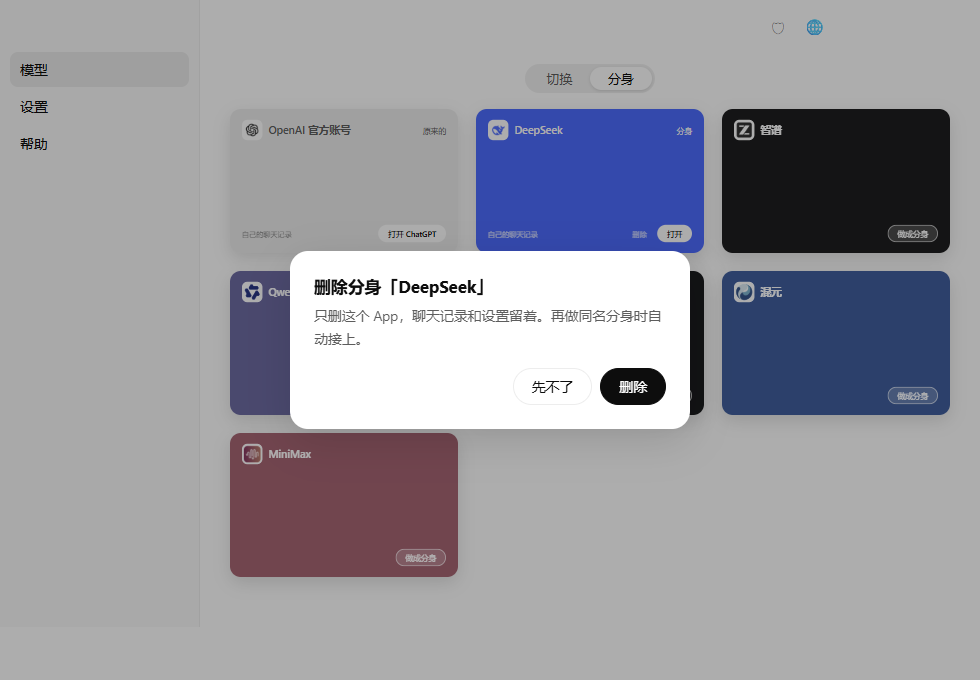 模型
设置
帮助
切换
分身
OpenAI 官方账号
原来的
自己的聊天记录
打开 ChatGPT
DeepSeek
分身
自己的聊天记录
删除
打开
智谱
做成分身
Qwe
混元
做成分身
MiniMax
做成分身
删除分身「DeepSeek」
只删这个 App，聊天记录和设置留着。再做同名分身时自
动接上。
先不了
删除